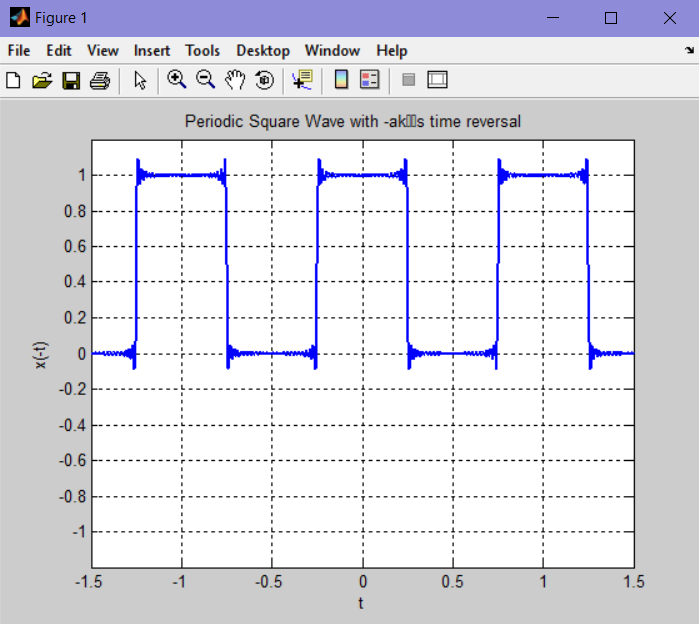 Figure 1
File Edit View Insert Tools Desktop Window Help
Periodic Square Wave with -ak▯▯s time reversal
1
0.8
0.6
0.4
0.2
0
-0.2
-0.4
-0.6
-0.8
-1
x(-t)
-1.5 -1 -0.5 0 0.5 1 1.5
t